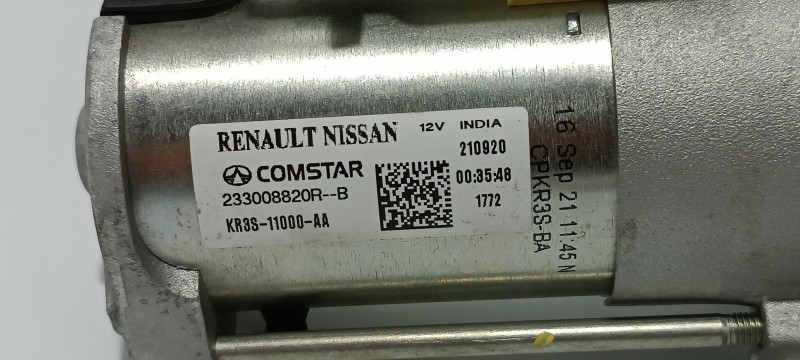 RENAULT NISSAN 12V INDIA
COMSTAR
233008820R--B
KR3S-11000-AA
210920
00:35:48
1772
16 Sep 21 11:45 N
CPKR3S-BA